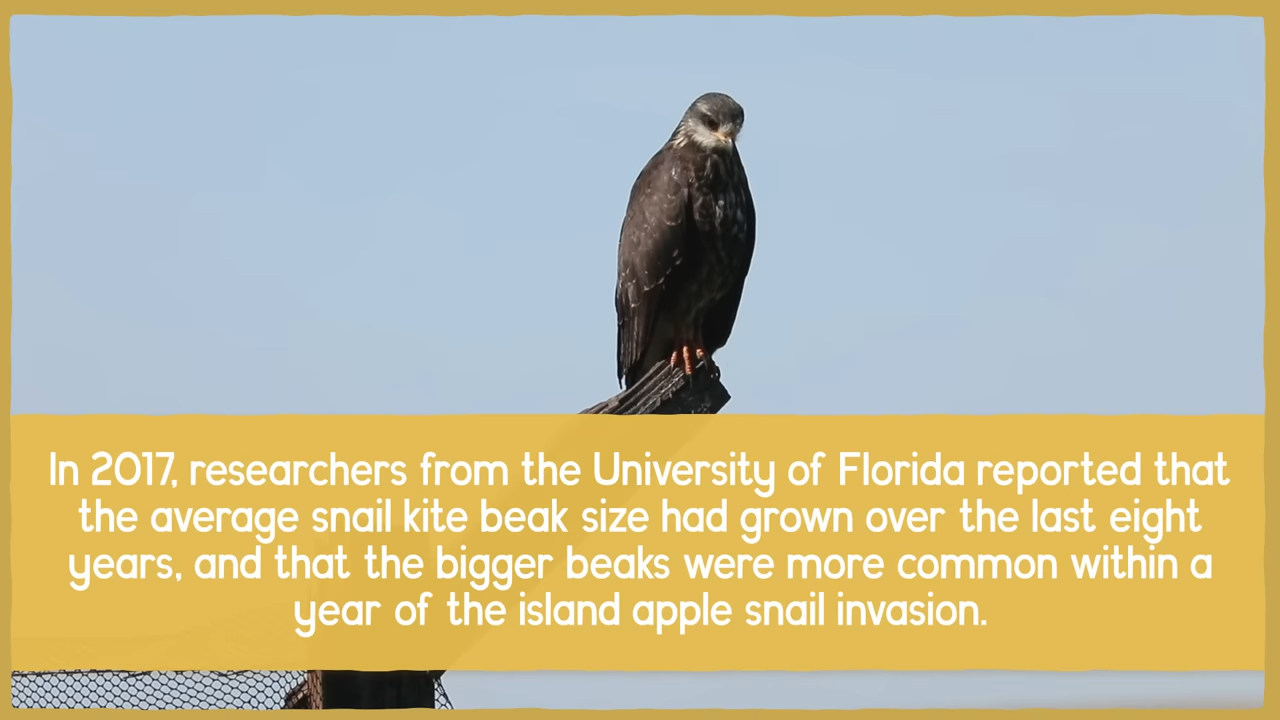 In 2017, researchers from the University of Florida reported that
the average snail kite beak size had grown over the last eight
years, and that the bigger beaks were more common within a
year of the island apple snail invasion.